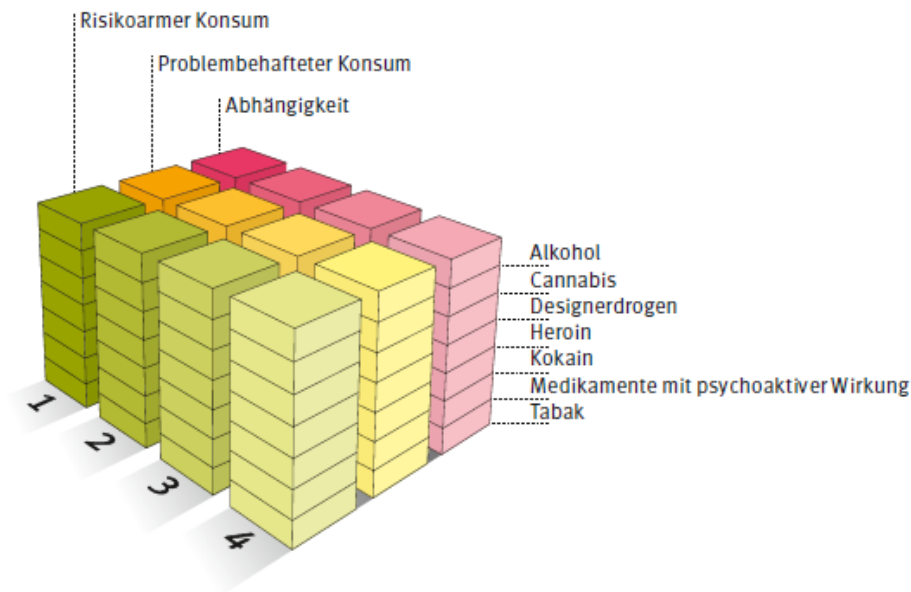 Risikoarmer Konsum
Problembehafteter Konsum
Abhängigkeit
Alkohol
Cannabis
Designerdrogen
Heroin
Kokain
Medikamente mit psychoaktiver Wirkung
Tabak
1
2
3
4